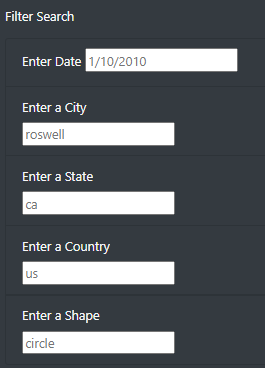 Filter Search
Enter Date 1/10/2010
Enter a City
roswell
Enter a State
ca
Enter a Country
us
Enter a Shape
circle